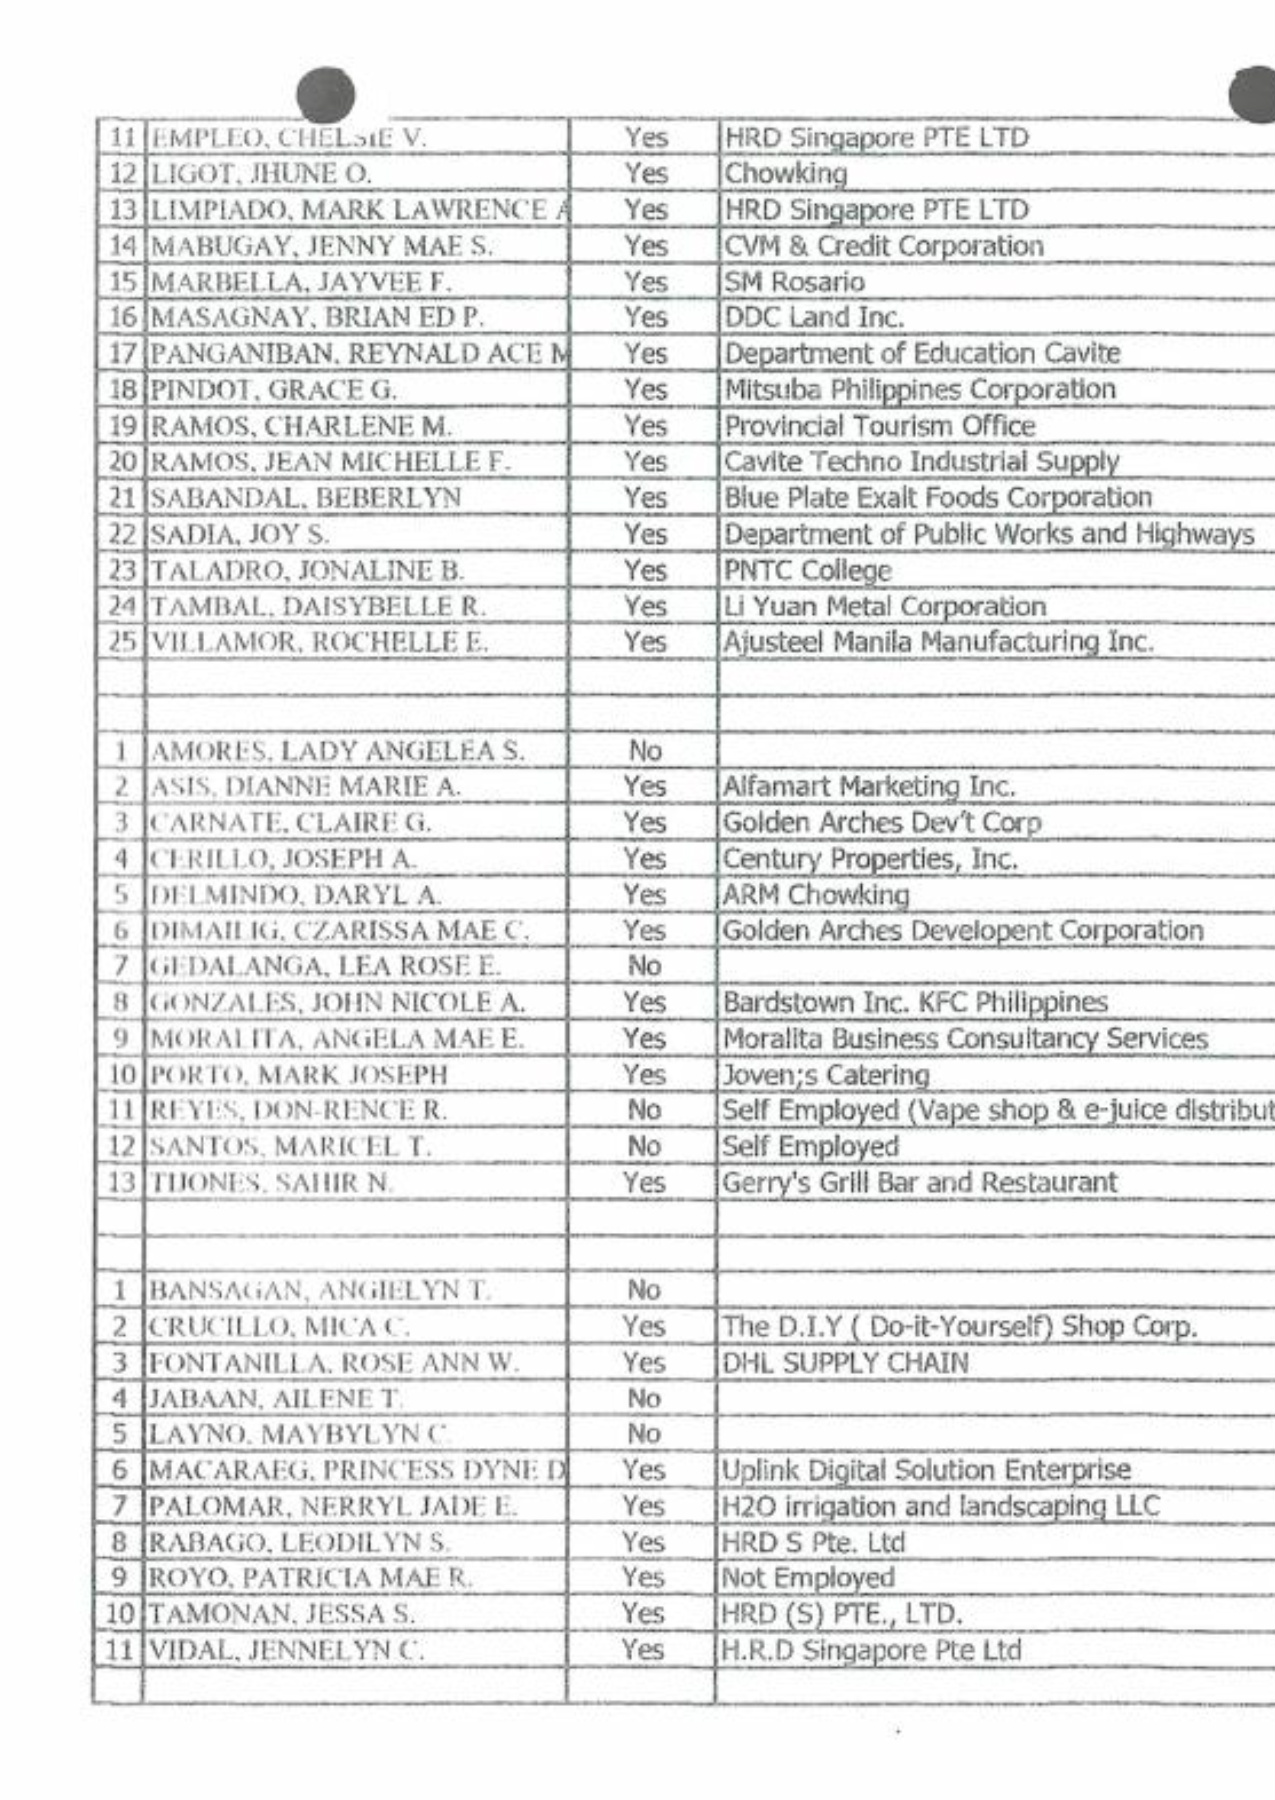 11 EMPLEO, CHELSIE V. Yes HRD Singapore PTE LTD
12 LIGOT, JHUNE O. Yes Chowking
13 LIMPIADO, MARK LAWRENCE A Yes HRD Singapore PTE LTD
14 MABUGAY, JENNY MAE S. Yes CVM & Credit Corporation
15 MARBELLA, JAYVEE F. Yes SM Rosario
16 MASAGNAY, BRIAN ED P. Yes DDC Land Inc.
17 PANGANIBAN, REYNALD ACE M Yes Department of Education Cavite
18 PINDOT, GRACE G. Yes Mitsuba Philippines Corporation
19 RAMOS, CHARLENE M. Yes Provincial Tourism Office
20 RAMOS, JEAN MICHELLE F. Yes Cavite Techno Industrial Supply
21 SABANDAL, BEBERLYN Yes Blue Plate Exalt Foods Corporation
22 SADIA, JOY S. Yes Department of Public Works and Highways
23 TALADRO, JONALINE B. Yes PNTC College
24 TAMBAL, DAISYBELLE R. Yes Li Yuan Metal Corporation
25 VILLAMOR, ROCHELLE E. Yes Ajusteel Manila Manufacturing Inc.
1 AMORES, LADY ANGELEA S. No
2 ASIS, DIANNE MARIE A. Yes Alfamart Marketing Inc.
3 CARNATE, CLAIRE G. Yes Golden Arches Dev't Corp
4 CERILLO, JOSEPH A. Yes Century Properties, Inc.
5 DELMINDO, DARYL A. Yes ARM Chowking
6 DIMAILIG, CZARISSA MAE C. Yes Golden Arches Developent Corporation
7 GEDALANGA, LEA ROSE E. No
8 GONZALES, JOHN NICOLE A. Yes Bardstown Inc. KFC Philippines
9 MORALITA, ANGELA MAE E. Yes Moralita Business Consultancy Services
10 PORTO, MARK JOSEPH Yes Joven;s Catering
11 REYES, DON-RENCE R. No Self Employed (Vape shop & e-juice distribut
12 SANTOS, MARICEL T. No Self Employed
13 TIJONES, SAHIR N. Yes Gerry's Grill Bar and Restaurant
1 BANSAGAN, ANGIELYN T. No
2 CRUCILLO, MICA C. Yes The D.I.Y ( Do-it-Yourself) Shop Corp.
3 FONTANILLA, ROSE ANN W. Yes DHL SUPPLY CHAIN
4 JABAAN, AILENE T. No
5 LAYNO, MAYBYLYN C. No
6 MACARAEG, PRINCESS DYNE D Yes Uplink Digital Solution Enterprise
7 PALOMAR, NERRYL JADE E. Yes H2O irrigation and landscaping LLC
8 RABAGO, LEODILYN S. Yes HRD S Pte. Ltd
9 ROYO, PATRICIA MAE R. Yes Not Employed
10 TAMONAN, JESSA S. Yes HRD (S) PTE., LTD.
11 VIDAL, JENNELYN C. Yes H.R.D Singapore Pte Ltd